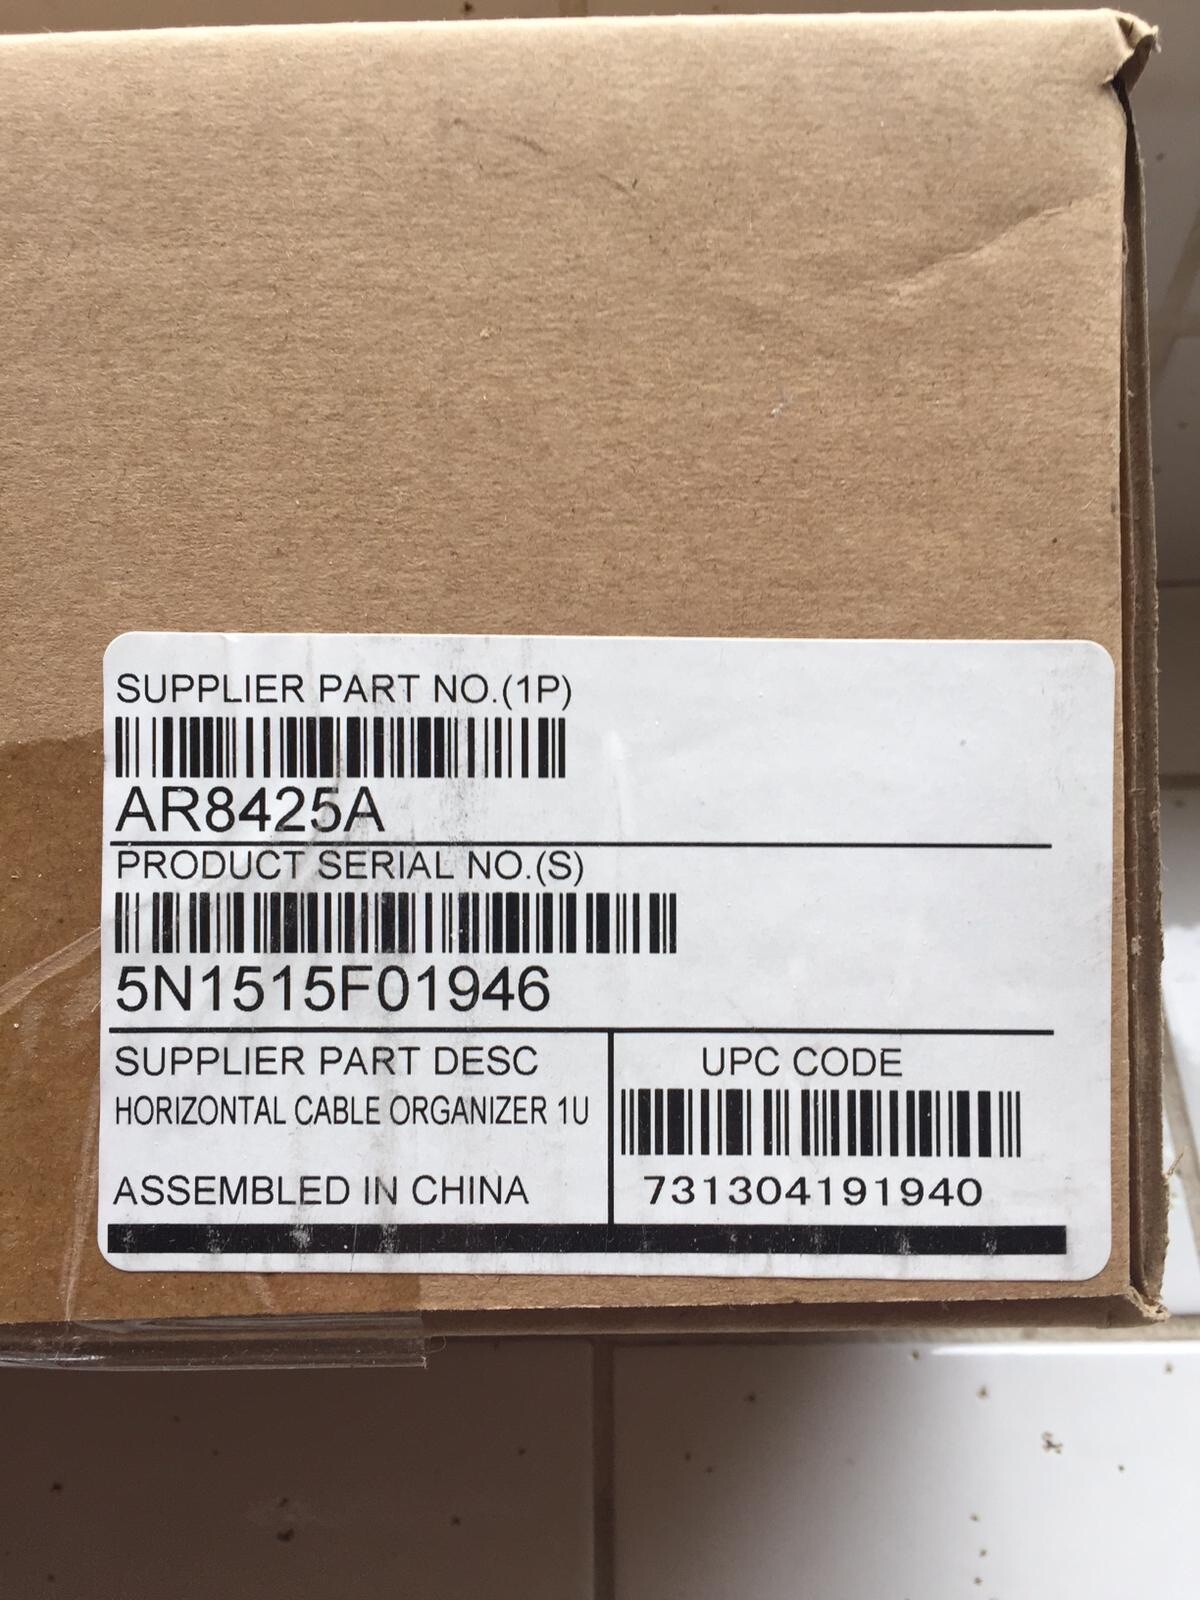 SUPPLIER PART NO.(1P)
AR8425A
PRODUCT SERIAL NO.(S)
5N1515F01946
SUPPLIER PART DESC
HORIZONTAL CABLE ORGANIZER 1U
ASSEMBLED IN CHINA
UPC CODE
731304191940